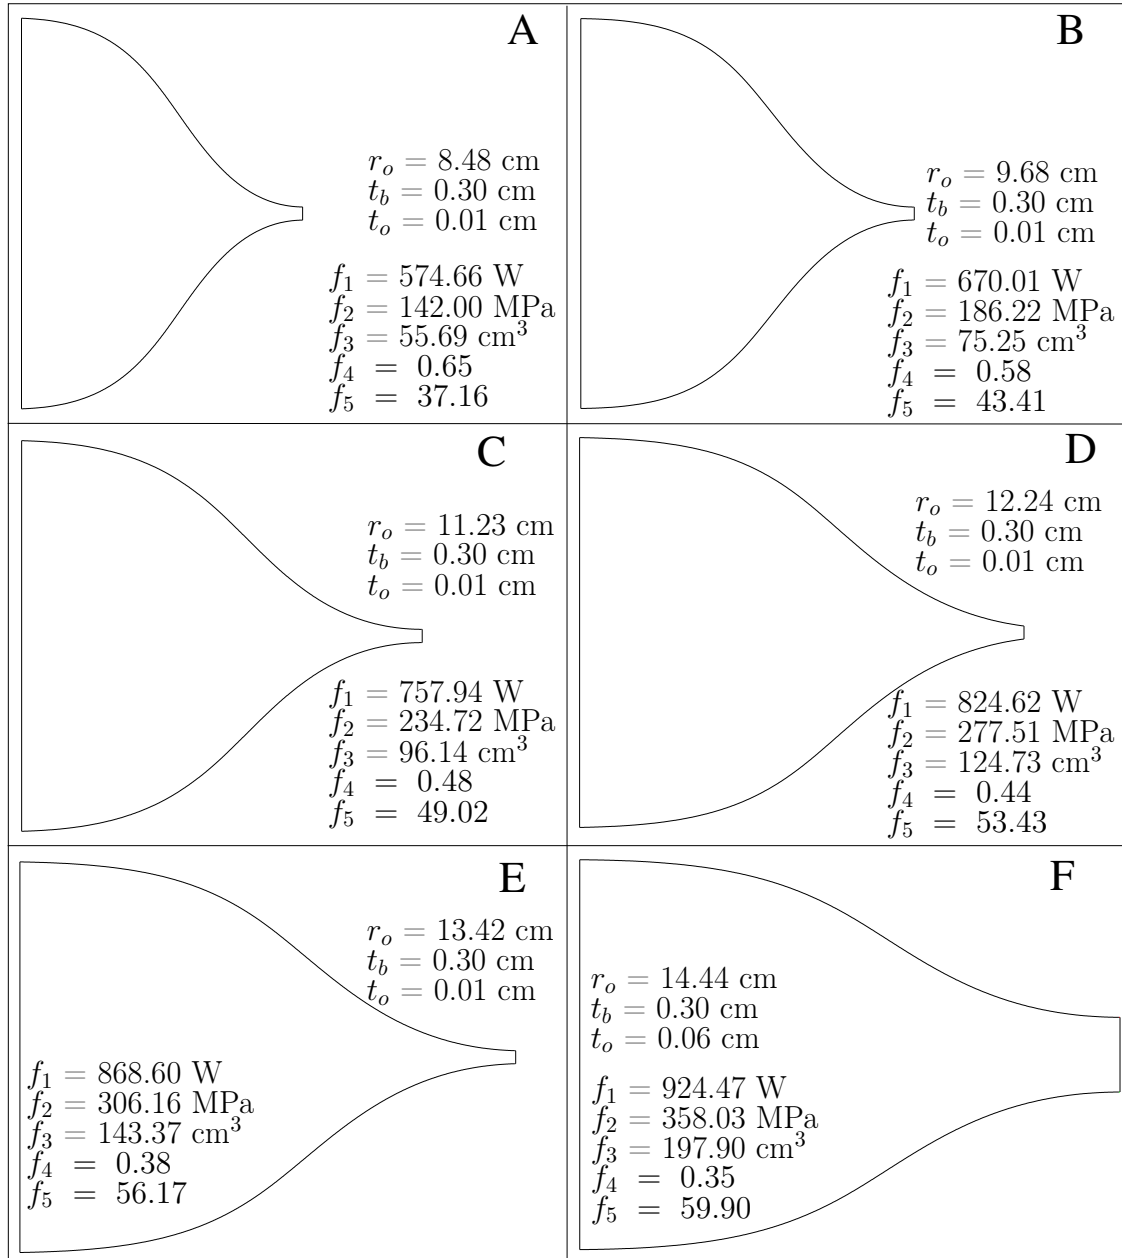 A
r_o = 8.48 cm
t_b = 0.30 cm
t_o = 0.01 cm
f_1 = 574.66 W
f_2 = 142.00 MPa
f_3 = 55.69 cm^3
f_4 = 0.65
f_5 = 37.16
B
r_o = 9.68 cm
t_b = 0.30 cm
t_o = 0.01 cm
f_1 = 670.01 W
f_2 = 186.22 MPa
f_3 = 75.25 cm^3
f_4 = 0.58
f_5 = 43.41
C
r_o = 11.23 cm
t_b = 0.30 cm
t_o = 0.01 cm
f_1 = 757.94 W
f_2 = 234.72 MPa
f_3 = 96.14 cm^3
f_4 = 0.48
f_5 = 49.02
D
r_o = 12.24 cm
t_b = 0.30 cm
t_o = 0.01 cm
f_1 = 824.62 W
f_2 = 277.51 MPa
f_3 = 124.73 cm^3
f_4 = 0.44
f_5 = 53.43
E
r_o = 13.42 cm
t_b = 0.30 cm
t_o = 0.01 cm
f_1 = 868.60 W
f_2 = 306.16 MPa
f_3 = 143.37 cm^3
f_4 = 0.38
f_5 = 56.17
F
r_o = 14.44 cm
t_b = 0.30 cm
t_o = 0.06 cm
f_1 = 924.47 W
f_2 = 358.03 MPa
f_3 = 197.90 cm^3
f_4 = 0.35
f_5 = 59.90